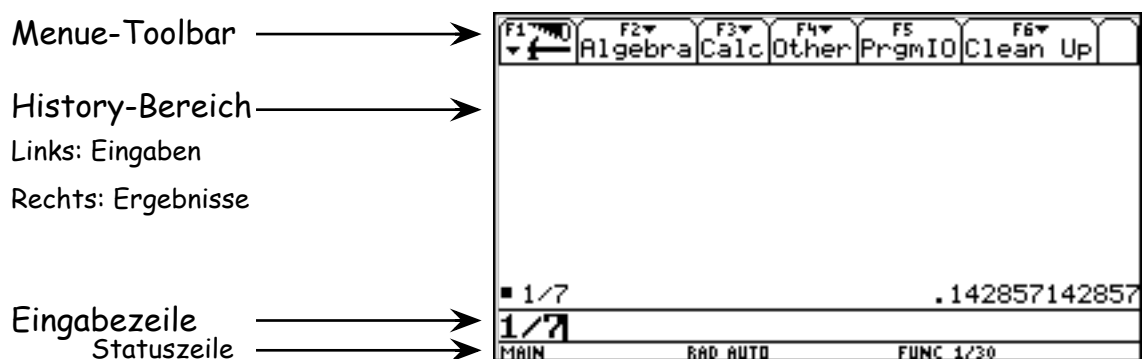 Menue-Toolbar
F1 F2 F3 F4 F5 F6
Algebra Calc Other PrgmIO Clean Up
History-Bereich
Links: Eingaben
Rechts: Ergebnisse
■ 1/7 .142857142857
Eingabezeile
1/7
Statuszeile
MAIN RAD AUTO FUNC 1/30